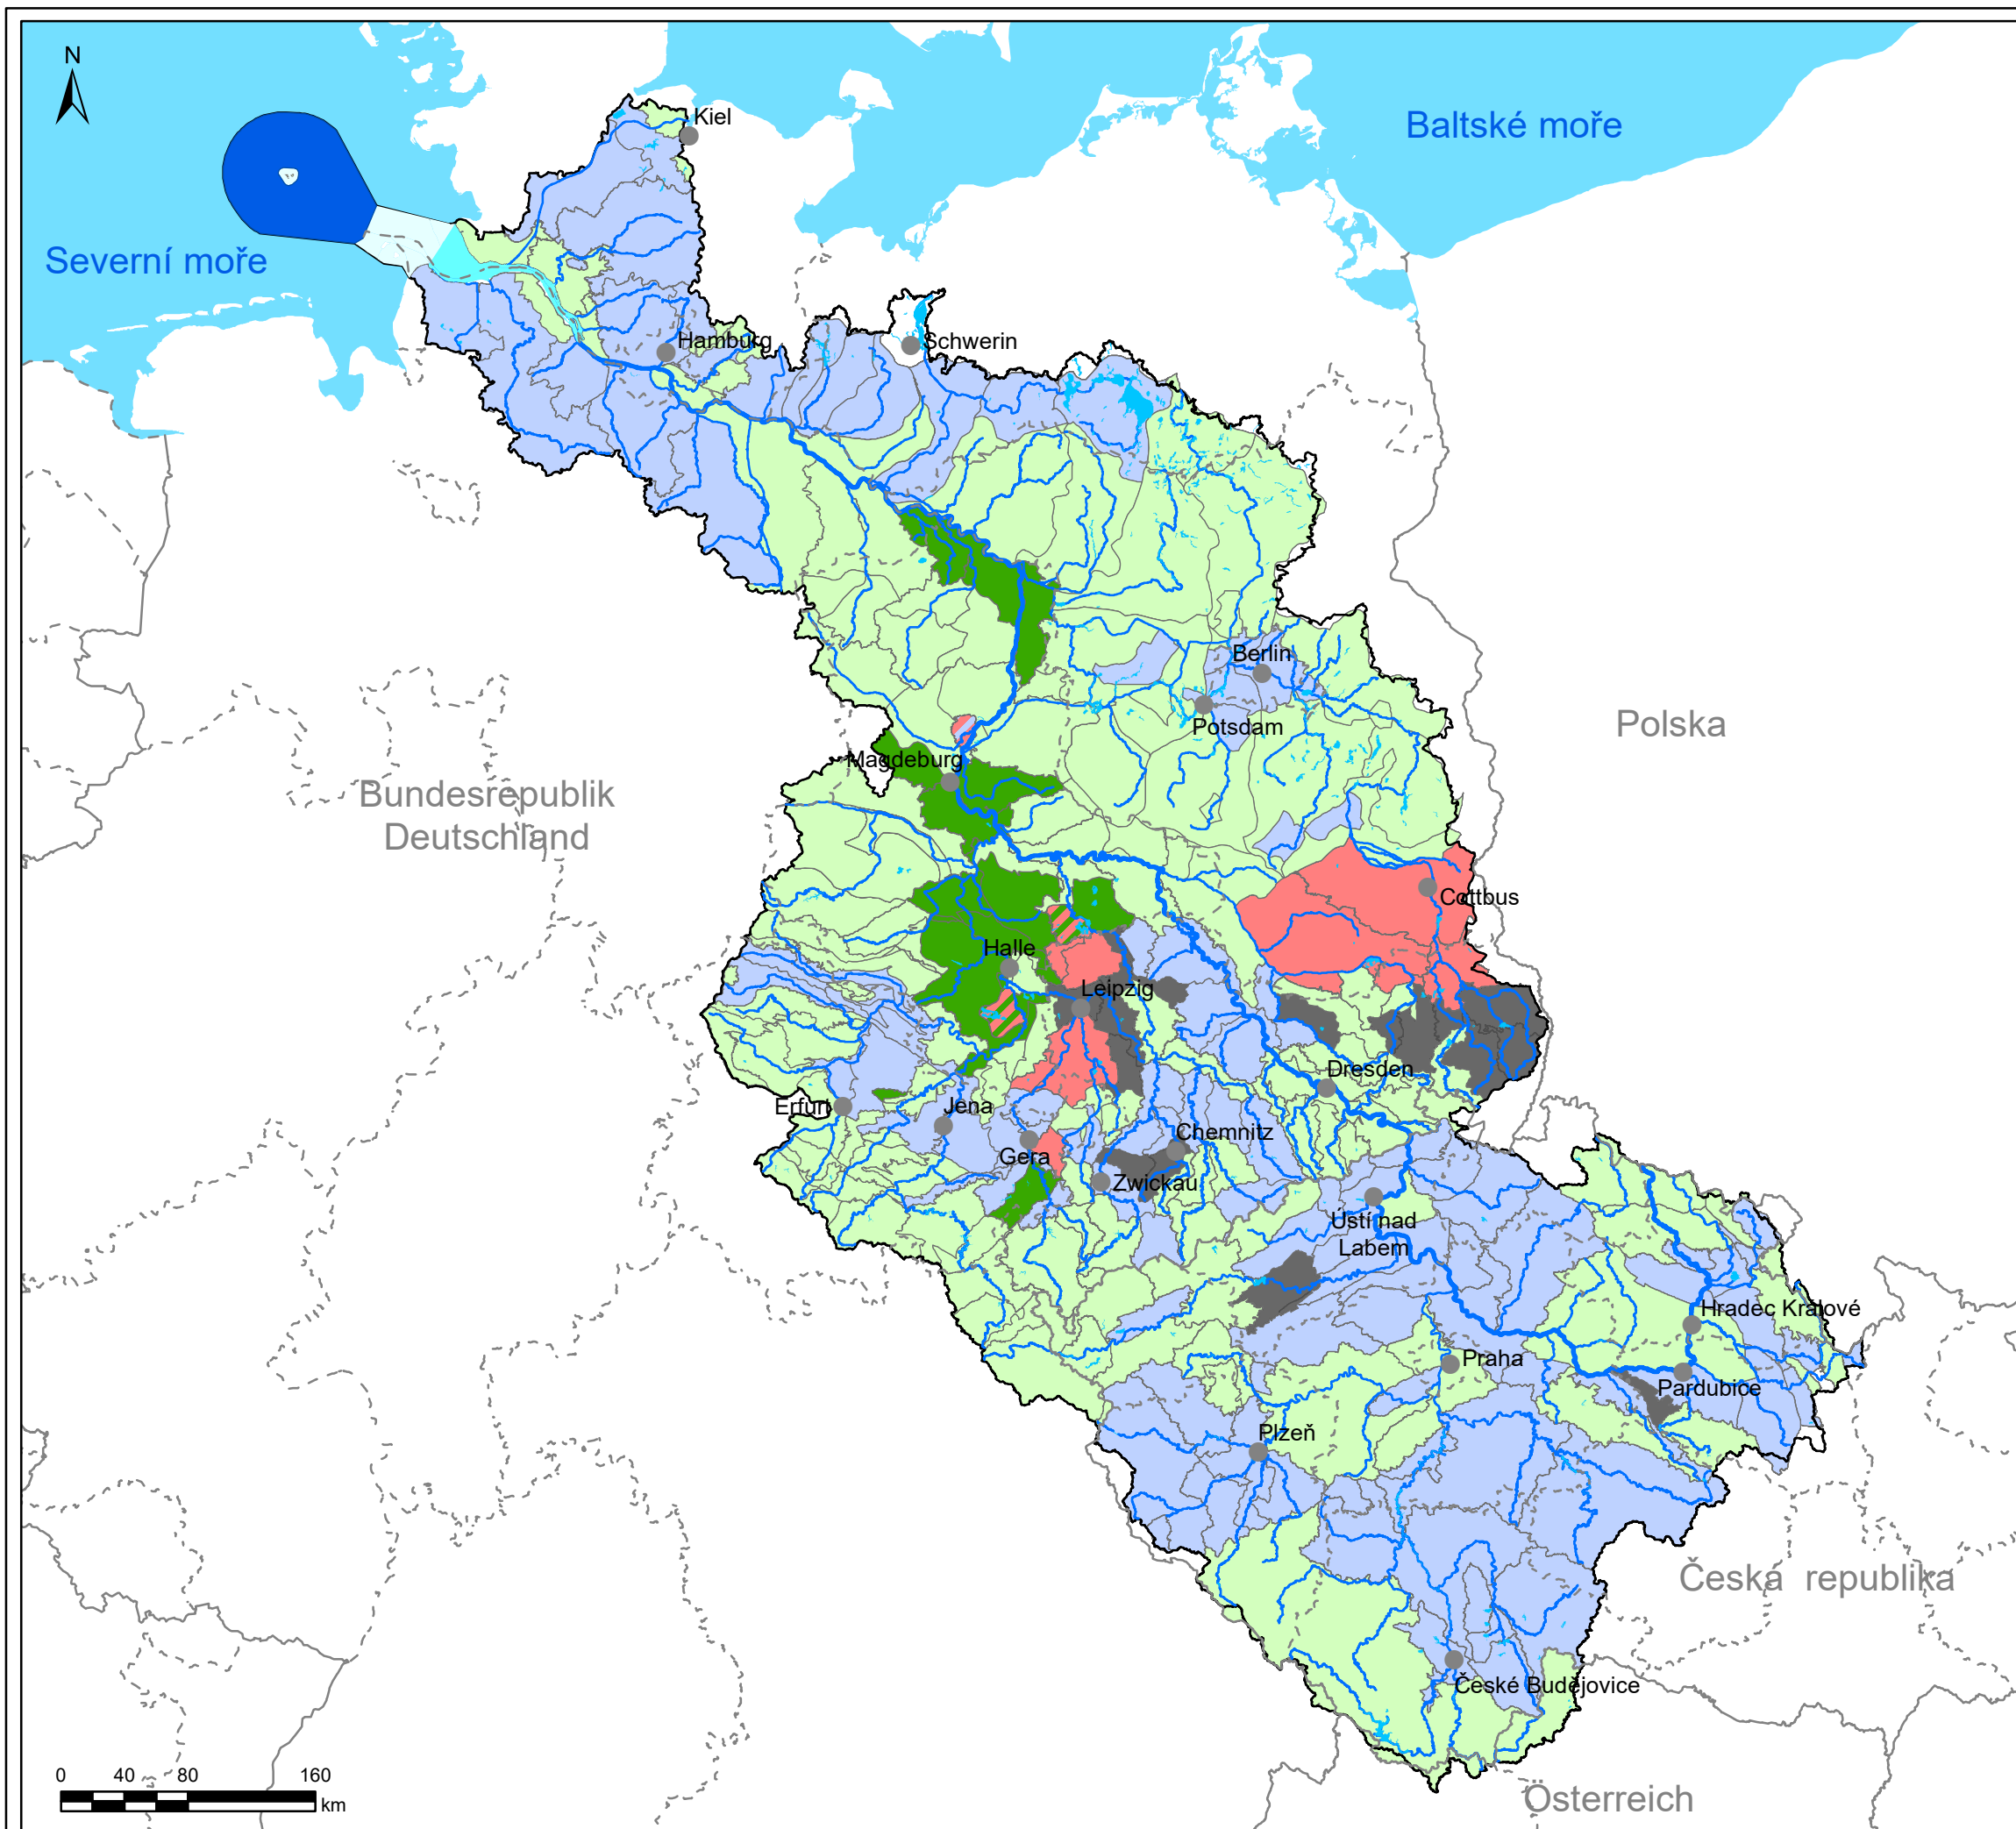 N
Kiel
Baltské moře
Severní moře
Hamburg
Schwerin
Berlin
Potsdam
Polska
Magdeburg
Bundesrepublik
Deutschland
Cottbus
Halle
Leipzig
Dresden
Erfurt
Jena
Chemnitz
Gera
Zwickau
Ústí nad
Labem
Hradec Králové
Praha
Pardubice
Plzeň
Česká republika
České Budějovice
Österreich
0 40 80 160
km